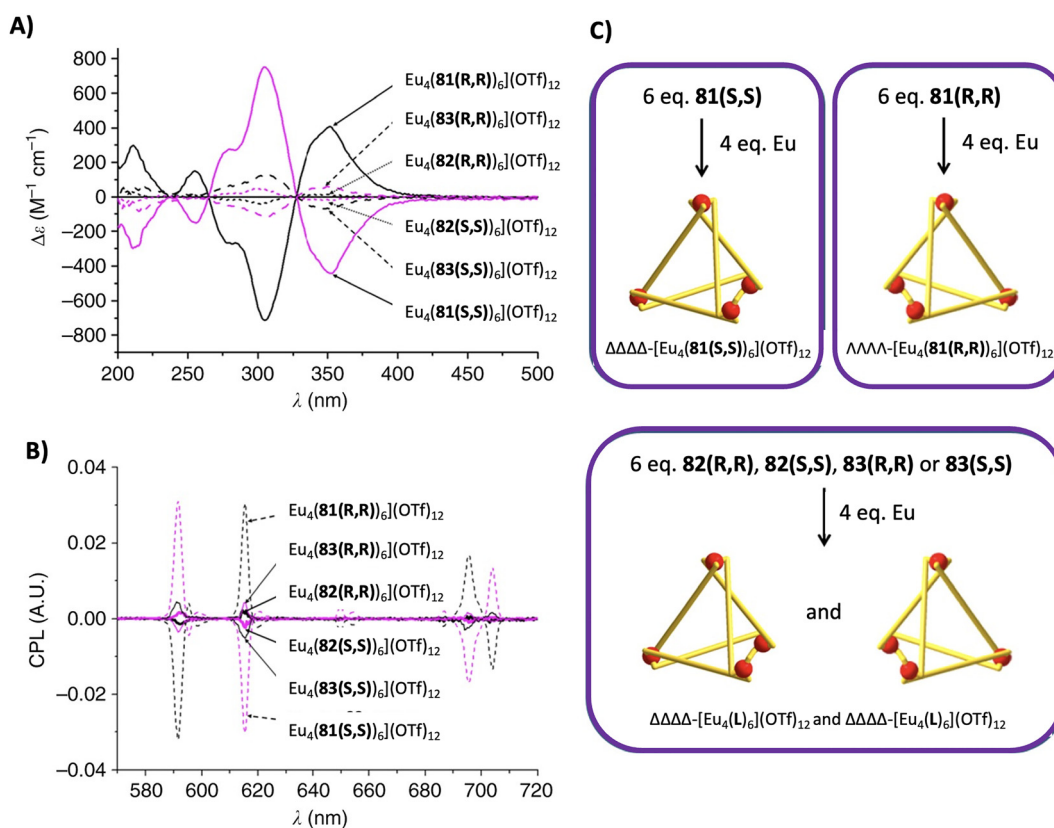 A)
Δε (M⁻¹ cm⁻¹)
800
600
400
200
0
−200
−400
−600
−800
Eu₄(81(R,R))₆](OTf)₁₂
Eu₄(83(R,R))₆](OTf)₁₂
Eu₄(82(R,R))₆](OTf)₁₂
Eu₄(82(S,S))₆](OTf)₁₂
Eu₄(83(S,S))₆](OTf)₁₂
Eu₄(81(S,S))₆](OTf)₁₂
200 250 300 350 400 450 500
λ (nm)
B)
CPL (A.U.)
0.04
0.02
0.00
−0.02
−0.04
Eu₄(81(R,R))₆](OTf)₁₂
Eu₄(83(R,R))₆](OTf)₁₂
Eu₄(82(R,R))₆](OTf)₁₂
Eu₄(82(S,S))₆](OTf)₁₂
Eu₄(83(S,S))₆](OTf)₁₂
Eu₄(81(S,S))₆](OTf)₁₂
580 600 620 640 660 680 700 720
λ (nm)
C)
6 eq. 81(S,S)
4 eq. Eu
ΔΔΔΔ-[Eu₄(81(S,S))₆](OTf)₁₂
6 eq. 81(R,R)
4 eq. Eu
ΛΛΛΛ-[Eu₄(81(R,R))₆](OTf)₁₂
6 eq. 82(R,R), 82(S,S), 83(R,R) or 83(S,S)
4 eq. Eu
and
ΔΔΔΔ-[Eu₄(L)₆](OTf)₁₂ and ΔΔΔΔ-[Eu₄(L)₆](OTf)₁₂